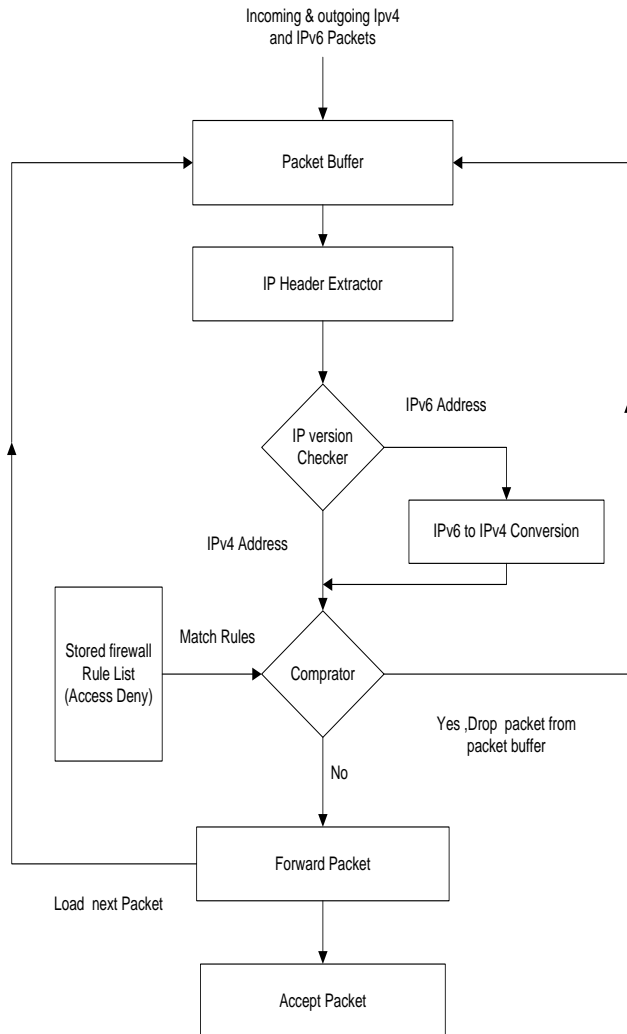 Incoming & outgoing Ipv4
and IPv6 Packets
Packet Buffer
IP Header Extractor
IPv6 Address
IP version
Checker
IPv6 to IPv4 Conversion
IPv4 Address
Match Rules
Stored firewall
Rule List
(Access Deny)
Comprator
Yes ,Drop packet from
packet buffer
No
Forward Packet
Load next Packet
Accept Packet